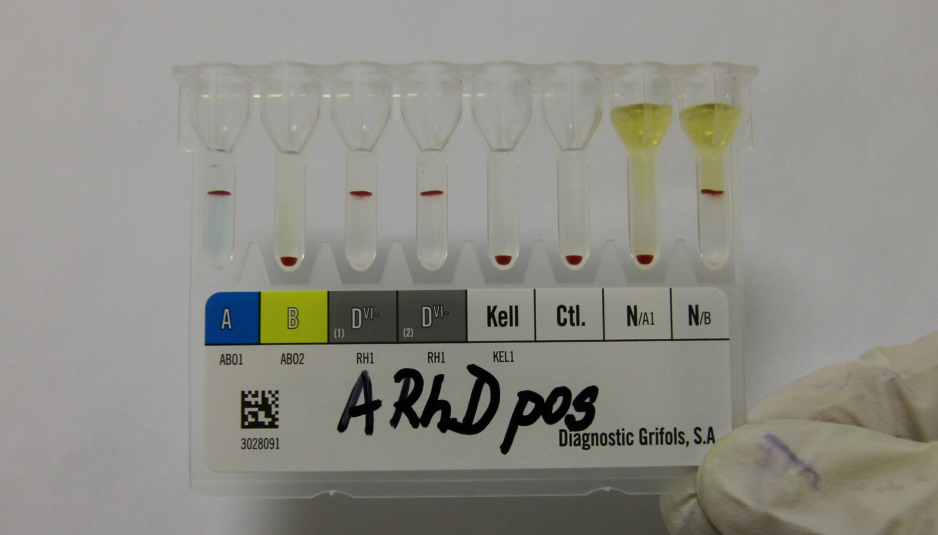 A B DVI- DVI- Kell Ctl. N/A1 N/B
(1) (2)
ABO1 ABO2 RH1 RH1 KEL1
A RhD pos
Diagnostic Grifols, S.A
3028091